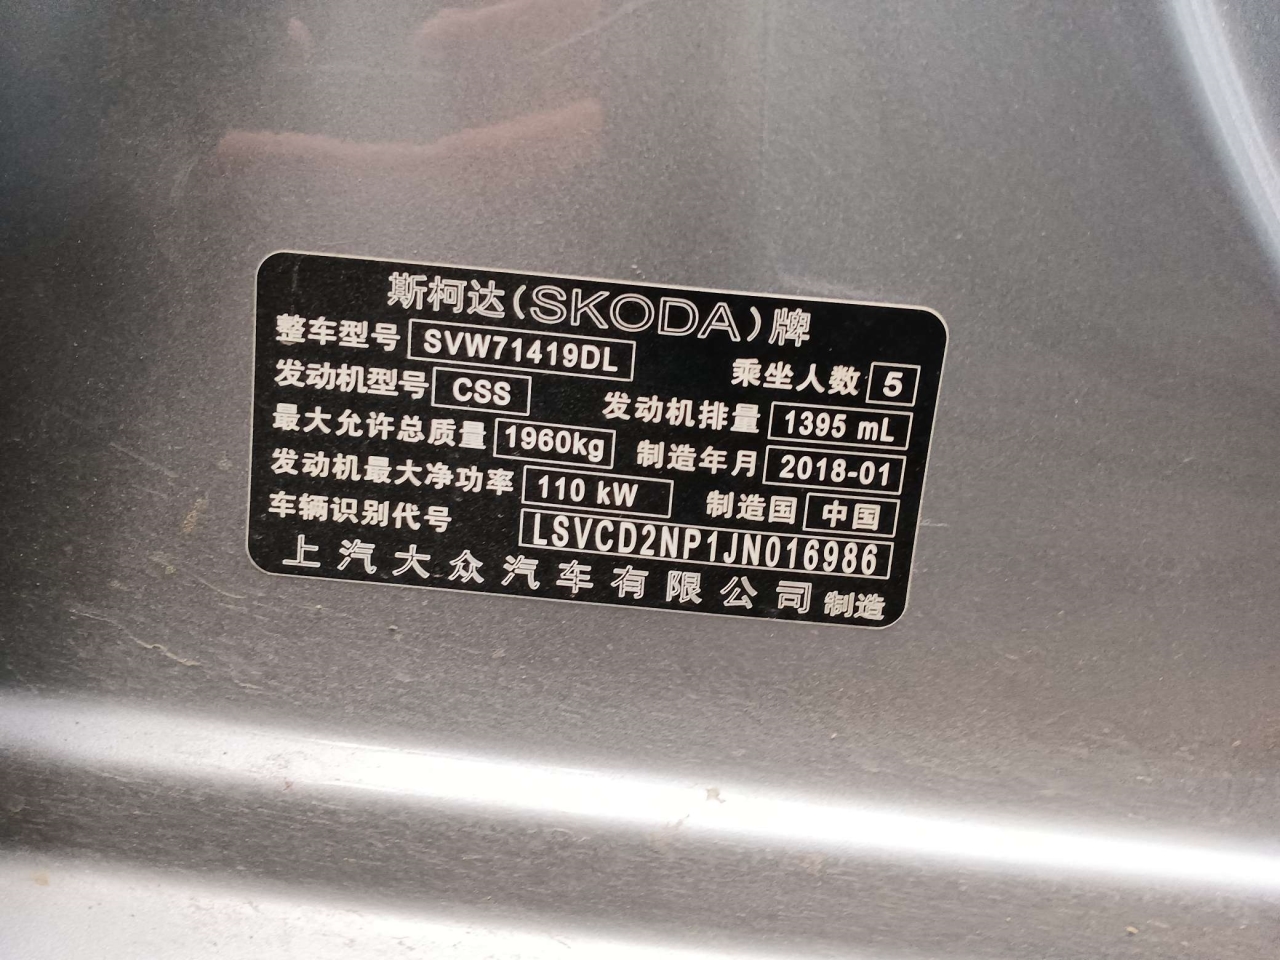 斯柯达(SKODA)牌
整车型号 SVW71419DL 乘坐人数 5
发动机型号 CSS 发动机排量 1395 mL
最大允许总质量 1960kg 制造年月 2018-01
发动机最大净功率 110 kW 制造国 中国
车辆识别代号 LSVCD2NP1JN016986
上汽大众汽车有限公司 制造